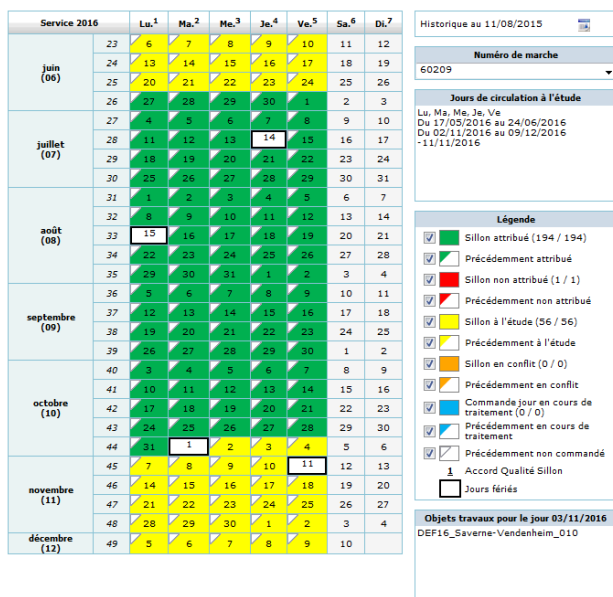 Service 2016 Lu.1 Ma.2 Me.3 Je.4 Ve.5 Sa.6 Di.7
juin
(06)
23 6 7 8 9 10 11 12
24 13 14 15 16 17 18 19
25 20 21 22 23 24 25 26
26 27 28 29 30 1 2 3
juillet
(07)
27 4 5 6 7 8 9 10
28 11 12 13 14 15 16 17
29 18 19 20 21 22 23 24
30 25 26 27 28 29 30 31
août
(08)
31 1 2 3 4 5 6 7
32 8 9 10 11 12 13 14
33 15 16 17 18 19 20 21
34 22 23 24 25 26 27 28
35 29 30 31 1 2 3 4
septembre
(09)
36 5 6 7 8 9 10 11
37 12 13 14 15 16 17 18
38 19 20 21 22 23 24 25
39 26 27 28 29 30 1 2
octobre
(10)
40 3 4 5 6 7 8 9
41 10 11 12 13 14 15 16
42 17 18 19 20 21 22 23
43 24 25 26 27 28 29 30
44 31 1 2 3 4 5 6
novembre
(11)
45 7 8 9 10 11 12 13
46 14 15 16 17 18 19 20
47 21 22 23 24 25 26 27
48 28 29 30 1 2 3 4
décembre
(12)
49 5 6 7 8 9 10
Historique au 11/08/2015
Numéro de marche
60209
Jours de circulation à l'étude
Lu, Ma, Me, Je, Ve
Du 17/05/2016 au 24/06/2016
Du 02/11/2016 au 09/12/2016
-11/11/2016
Légende
Sillon attribué (194 / 194)
Précédemment attribué
Sillon non attribué (1 / 1)
Précédemment non attribué
Sillon à l'étude (56 / 56)
Précédemment à l'étude
Sillon en conflit (0 / 0)
Précédemment en conflit
Commande jour en cours de
traitement (0 / 0)
Précédemment en cours de
traitement
Précédemment non commandé
1 Accord Qualité Sillon
Jours fériés
Objets travaux pour le jour 03/11/2016
DEF16_Saverne-Vendenheim_010